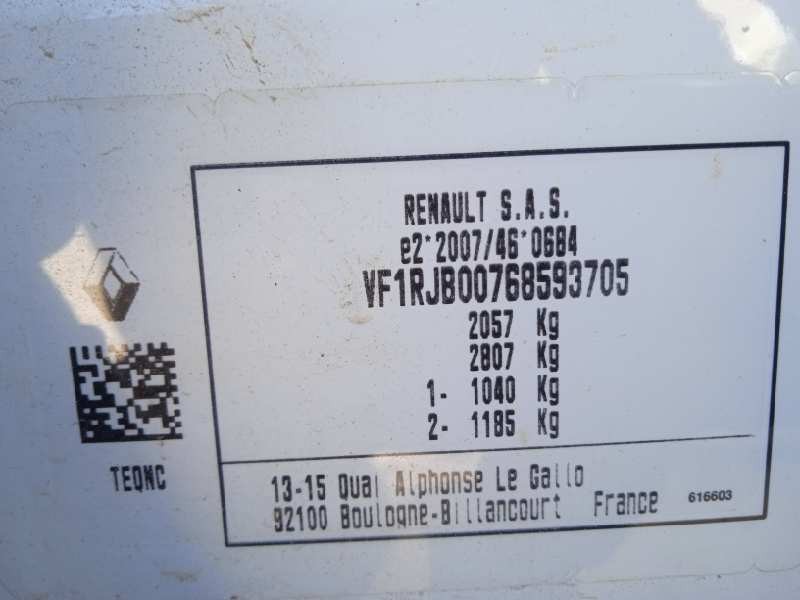 RENAULT S.A.S.
e2*2007/46*0684
VF1RJB00768593705
2057 Kg
2807 Kg
1- 1040 Kg
2- 1185 Kg
TEQNC
13-15 Quai Alphonse Le Gallo
92100 Boulogne-Billancourt France 616603